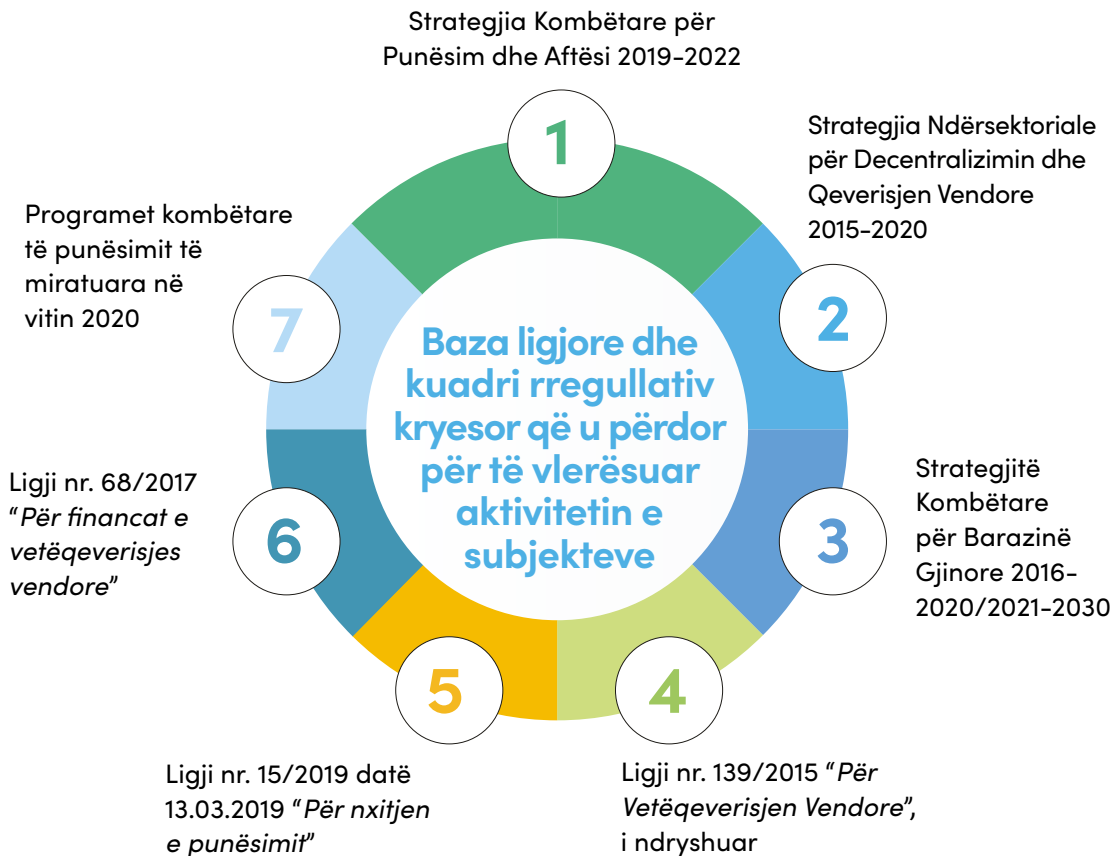 Strategjia Kombëtare për
Punësim dhe Aftësi 2019-2022
1
Strategjia Ndërsektoriale
për Decentralizimin dhe
Qeverisjen Vendore
2015-2020
2
Strategjitë
Kombëtare
për Barazinë
Gjinore 2016-
2020/2021-2030
3
Ligji nr. 139/2015 “Për
Vetëqeverisjen Vendore”,
i ndryshuar
4
Ligji nr. 15/2019 datë
13.03.2019 “Për nxitjen
e punësimit”
5
Ligji nr. 68/2017
“Për financat e
vetëqeverisjes
vendore”
6
Programet kombëtare
të punësimit të
miratuara në
vitin 2020
7
Baza ligjore dhe
kuadri rregullativ
kryesor që u përdor
për të vlerësuar
aktivitetin e
subjekteve